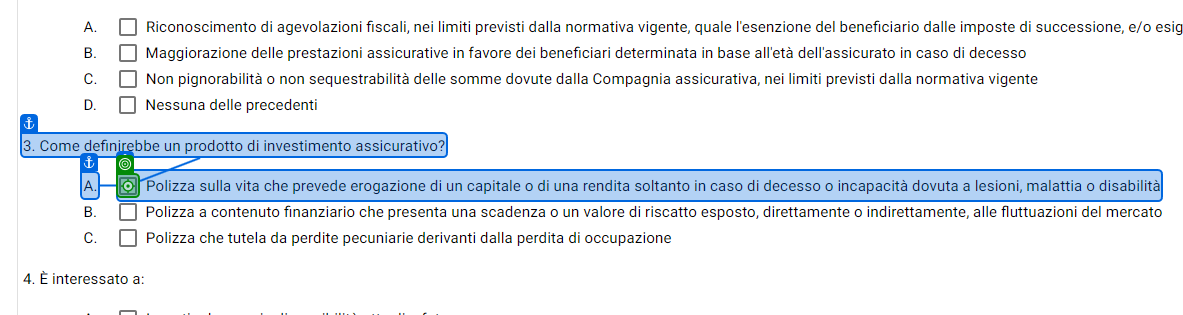 A. Riconoscimento di agevolazioni fiscali, nei limiti previsti dalla normativa vigente, quale l'esenzione del beneficiario dalle imposte di successione, e/o esig
B. Maggiorazione delle prestazioni assicurative in favore dei beneficiari determinata in base all'età dell'assicurato in caso di decesso
C. Non pignorabilità o non sequestrabilità delle somme dovute dalla Compagnia assicurativa, nei limiti previsti dalla normativa vigente
D. Nessuna delle precedenti
3. Come definirebbe un prodotto di investimento assicurativo?
A. Polizza sulla vita che prevede erogazione di un capitale o di una rendita soltanto in caso di decesso o incapacità dovuta a lesioni, malattia o disabilità
B. Polizza a contenuto finanziario che presenta una scadenza o un valore di riscatto esposto, direttamente o indirettamente, alle fluttuazioni del mercato
C. Polizza che tutela da perdite pecuniarie derivanti dalla perdita di occupazione
4. È interessato a: